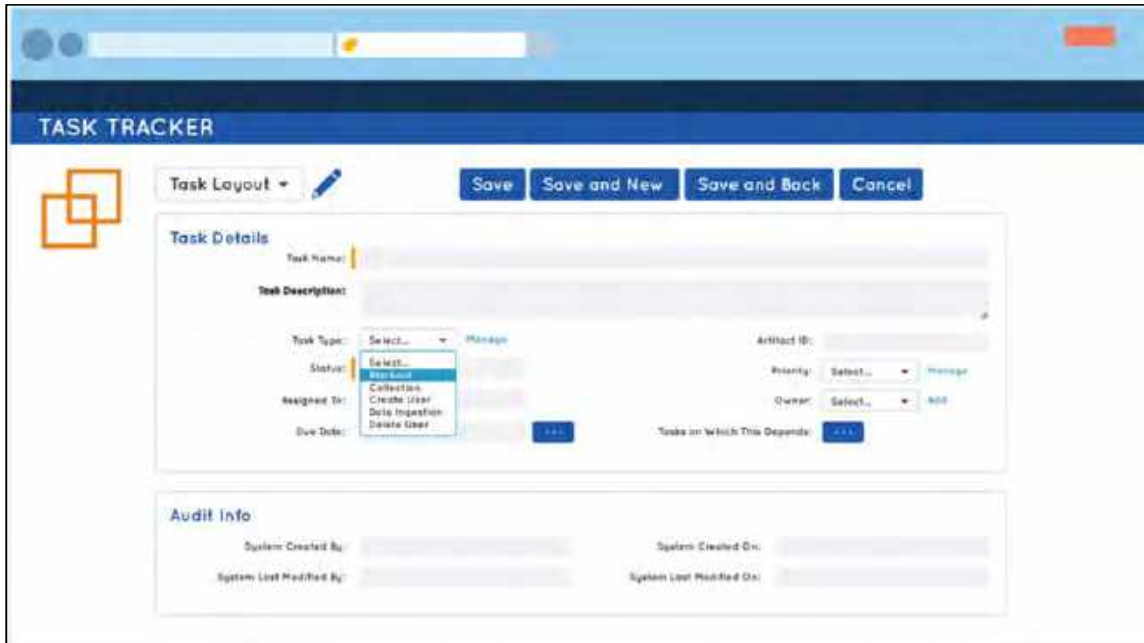 TASK TRACKER
Task Layout
Save
Save and New
Save and Back
Cancel
Task Details
Task Name:
Task Description:
Task Type: Select... Manage
Artifact ID:
Select...
Status:
Priority: Select... Manage
Collection
Assigned To:
Create User
Owner: Select... Add
Data Ingestion
Delete User
Due Date:
...
Tasks on Which This Depends: ...
Audit Info
System Created By:
System Created On:
System Last Modified By:
System Last Modified On: